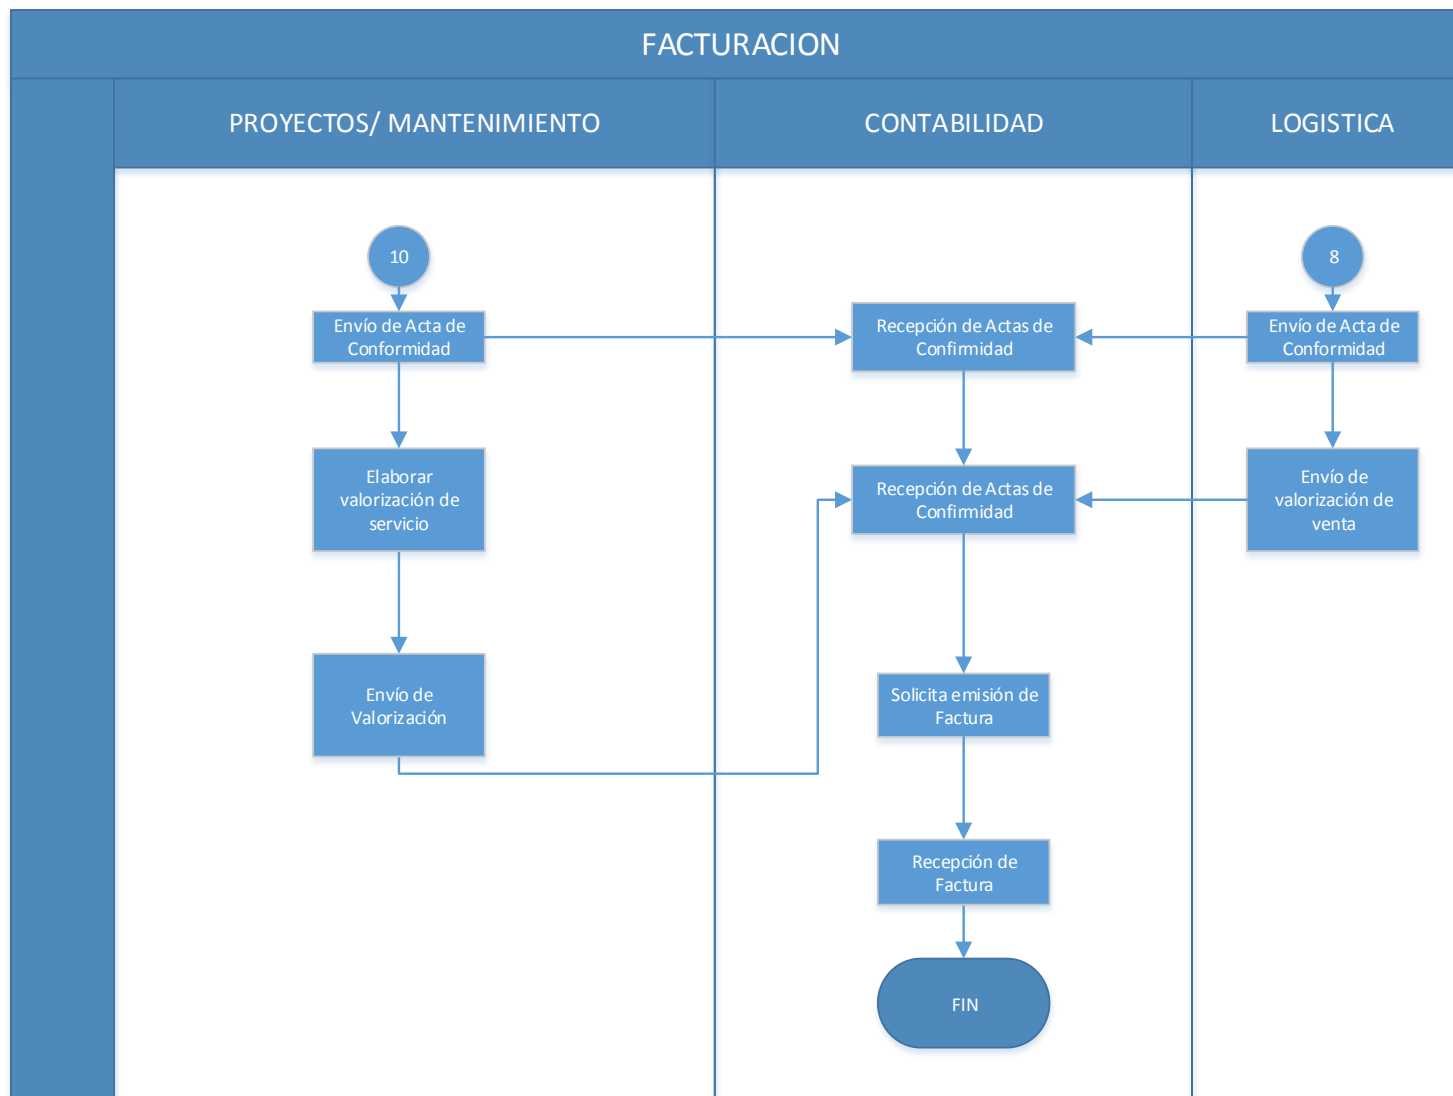 FACTURACION
PROYECTOS/ MANTENIMIENTO
CONTABILIDAD
LOGISTICA
10
8
Envío de Acta de
Conformidad
Recepción de Actas de
Confirmidad
Envío de Acta de
Conformidad
Elaborar
valorización de
servicio
Recepción de Actas de
Confirmidad
Envío de
valorización de
venta
Envío de
Valorización
Solicita emisión de
Factura
Recepción de
Factura
FIN